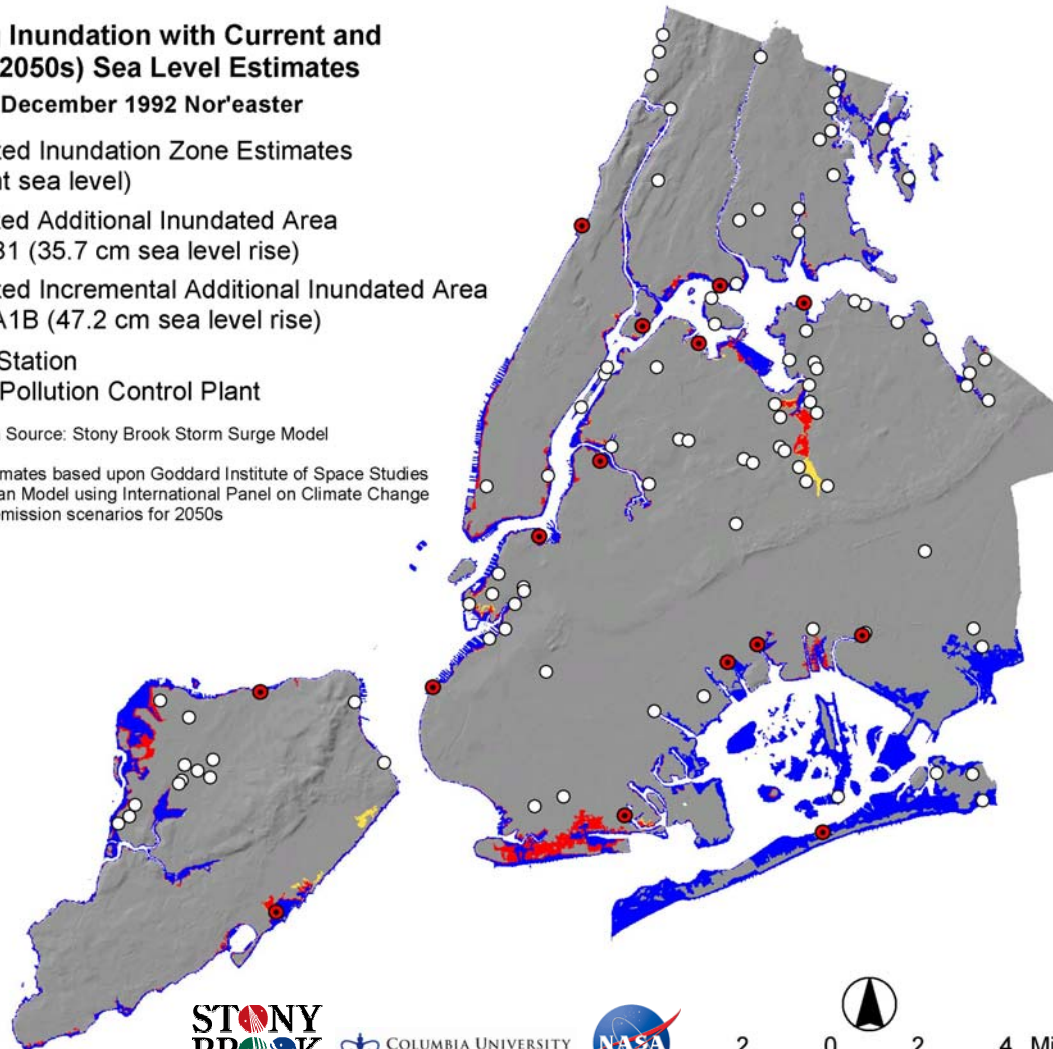 Inundation with Current and
2050s) Sea Level Estimates
December 1992 Nor'easter
ted Inundation Zone Estimates
nt sea level)
ted Additional Inundated Area
31 (35.7 cm sea level rise)
ted Incremental Additional Inundated Area
A1B (47.2 cm sea level rise)
Station
Pollution Control Plant
Source: Stony Brook Storm Surge Model
imates based upon Goddard Institute of Space Studies
an Model using International Panel on Climate Change
emission scenarios for 2050s
STONY
BROOK
COLUMBIA UNIVERSITY
NASA
2 0 2 4 Mi